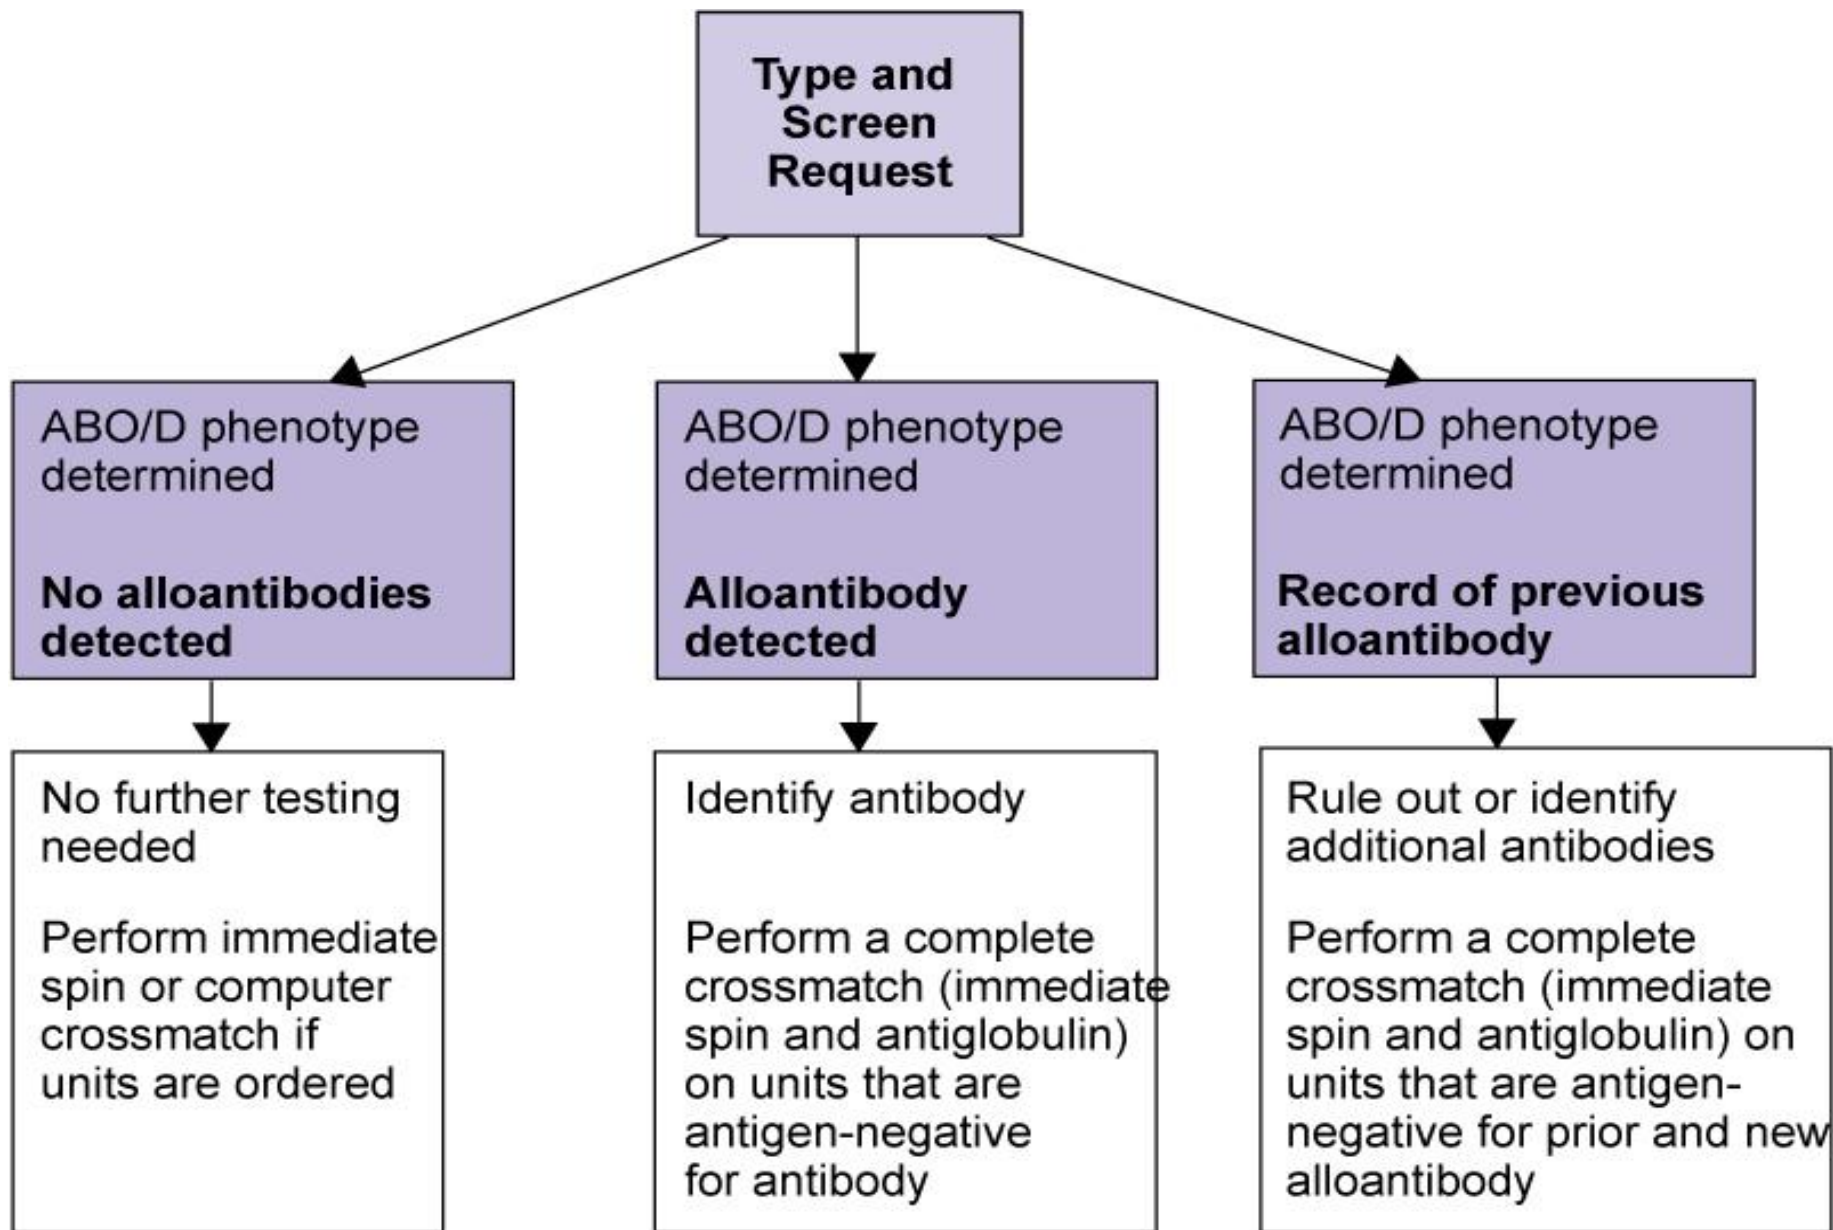 Type and
Screen
Request
ABO/D phenotype
determined
No alloantibodies
detected
ABO/D phenotype
determined
Alloantibody
detected
ABO/D phenotype
determined
Record of previous
alloantibody
No further testing
needed
Perform immediate
spin or computer
crossmatch if
units are ordered
Identify antibody
Perform a complete
crossmatch (immediate
spin and antiglobulin)
on units that are
antigen-negative
for antibody
Rule out or identify
additional antibodies
Perform a complete
crossmatch (immediate
spin and antiglobulin) on
units that are antigen-
negative for prior and new
alloantibody